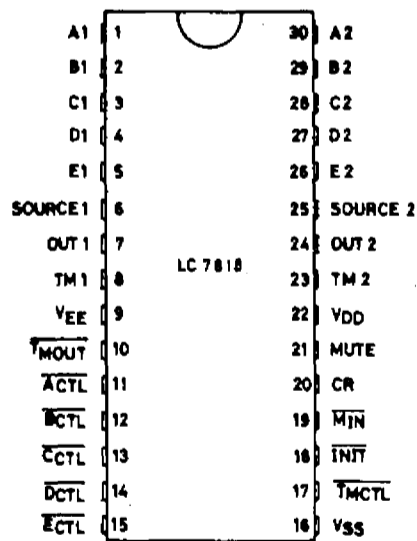 A1 1 30 A2
B1 2 29 B2
C1 3 28 C2
D1 4 27 D2
E1 5 26 E2
SOURCE1 6 25 SOURCE 2
OUT 1 7 24 OUT 2
LC 7818
TM 1 8 23 TM 2
VEE 9 22 VDD
TMOUT 10 21 MUTE
ACTL 11 20 CR
BCTL 12 19 MIN
CCTL 13 18 INIT
DCTL 14 17 TMCTL
ECTL 15 16 VSS